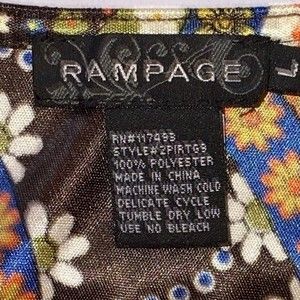 RAMPAGE
L
RN#117493
STYLE#2PIRTG9
100% POLYESTER
MADE IN CHINA
MACHINE WASH COLD
DELICATE CYCLE
TUMBLE DRY LOW
USE NO BLEACH